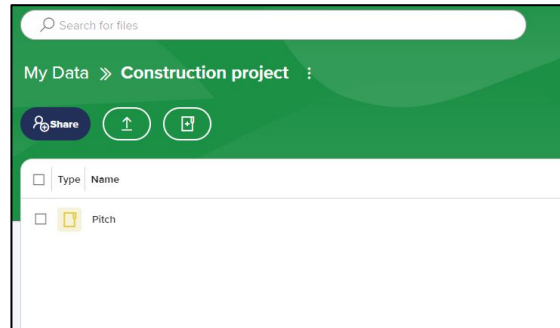 Search for files
My Data » Construction project
Share
Type Name
Pitch